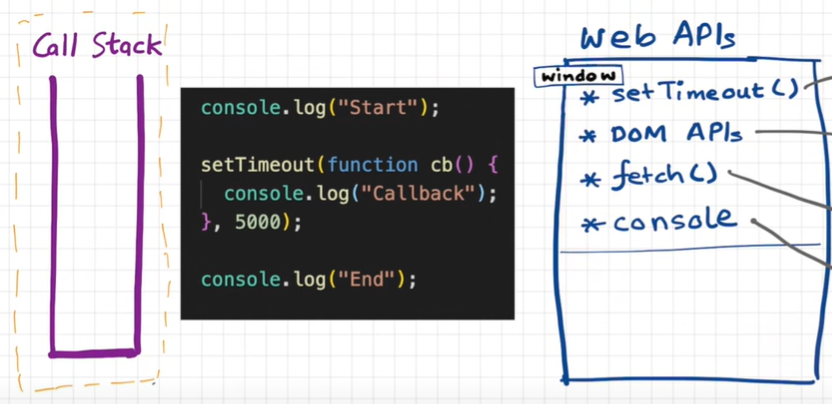 Call Stack
console.log("Start");
setTimeout(function cb() {
  console.log("Callback");
}, 5000);
console.log("End");
Web APIs
window
* setTimeout()
* DOM APIs
* fetch()
* console